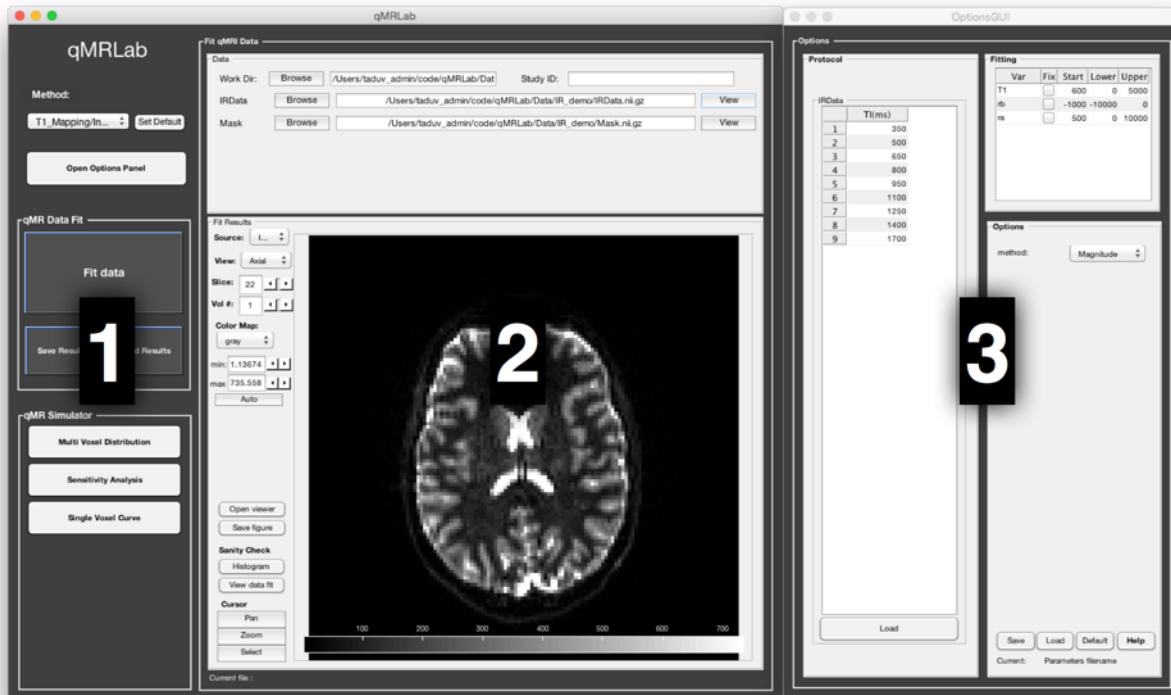 qMRLab
OptionsGUI
qMRLab
Method:
T1_Mapping/In...
Set Default
Open Options Panel
qMR Data Fit
Fit data
Save Resul
d Results
1
qMR Simulator
Multi Voxel Distribution
Sensitivity Analysis
Single Voxel Curve
Fit qMRI Data
Data
Work Dir: Browse /Users/taduv_admin/code/qMRLab/Dat Study ID:
IRData Browse /Users/taduv_admin/code/qMRLab/Data/IR_demo/IRData.nii.gz View
Mask Browse /Users/taduv_admin/code/qMRLab/Data/IR_demo/Mask.nii.gz View
Fit Results
Source: I...
View: Axial
Slice: 22
Vol #: 1
Color Map:
gray
min: 1.13674
max 735.558
Auto
Open viewer
Save figure
Sanity Check
Histogram
View data fit
Cursor
Pan
Zoom
Select
2
100 200 300 400 500 600 700
Current file :
Options
Protocol
IRData
TI(ms)
1 350
2 500
3 650
4 800
5 950
6 1100
7 1250
8 1400
9 1700
Load
Fitting
Var Fix Start Lower Upper
T1 600 0 5000
rb -1000 -10000 0
ra 500 0 10000
Options
method: Magnitude
3
Save Load Default Help
Current: Parameters filename